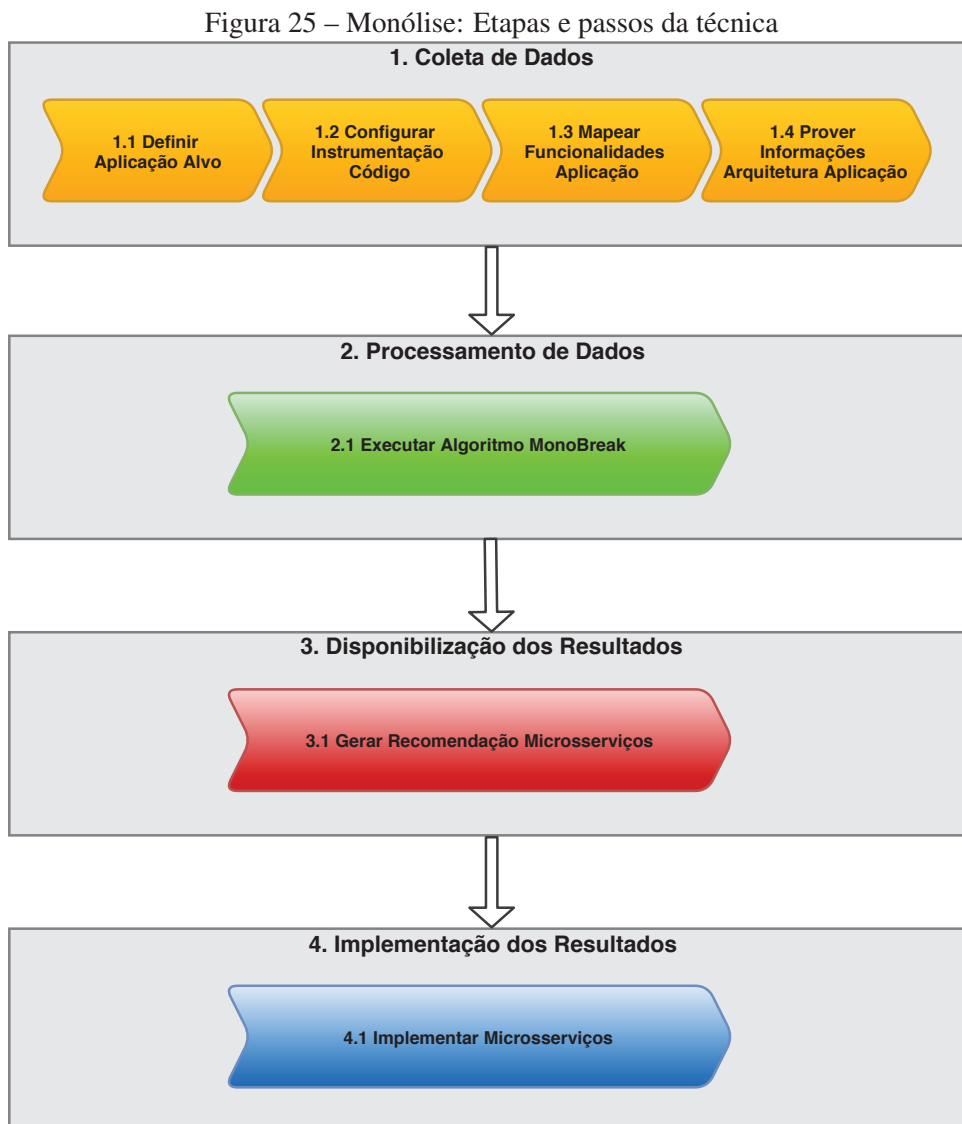 Figura 25 – Monólise: Etapas e passos da técnica
1. Coleta de Dados
1.1 Definir
Aplicação Alvo
1.2 Configurar
Instrumentação
Código
1.3 Mapear
Funcionalidades
Aplicação
1.4 Prover
Informações
Arquitetura Aplicação
2. Processamento de Dados
2.1 Executar Algoritmo MonoBreak
3. Disponibilização dos Resultados
3.1 Gerar Recomendação Microsserviços
4. Implementação dos Resultados
4.1 Implementar Microsserviços